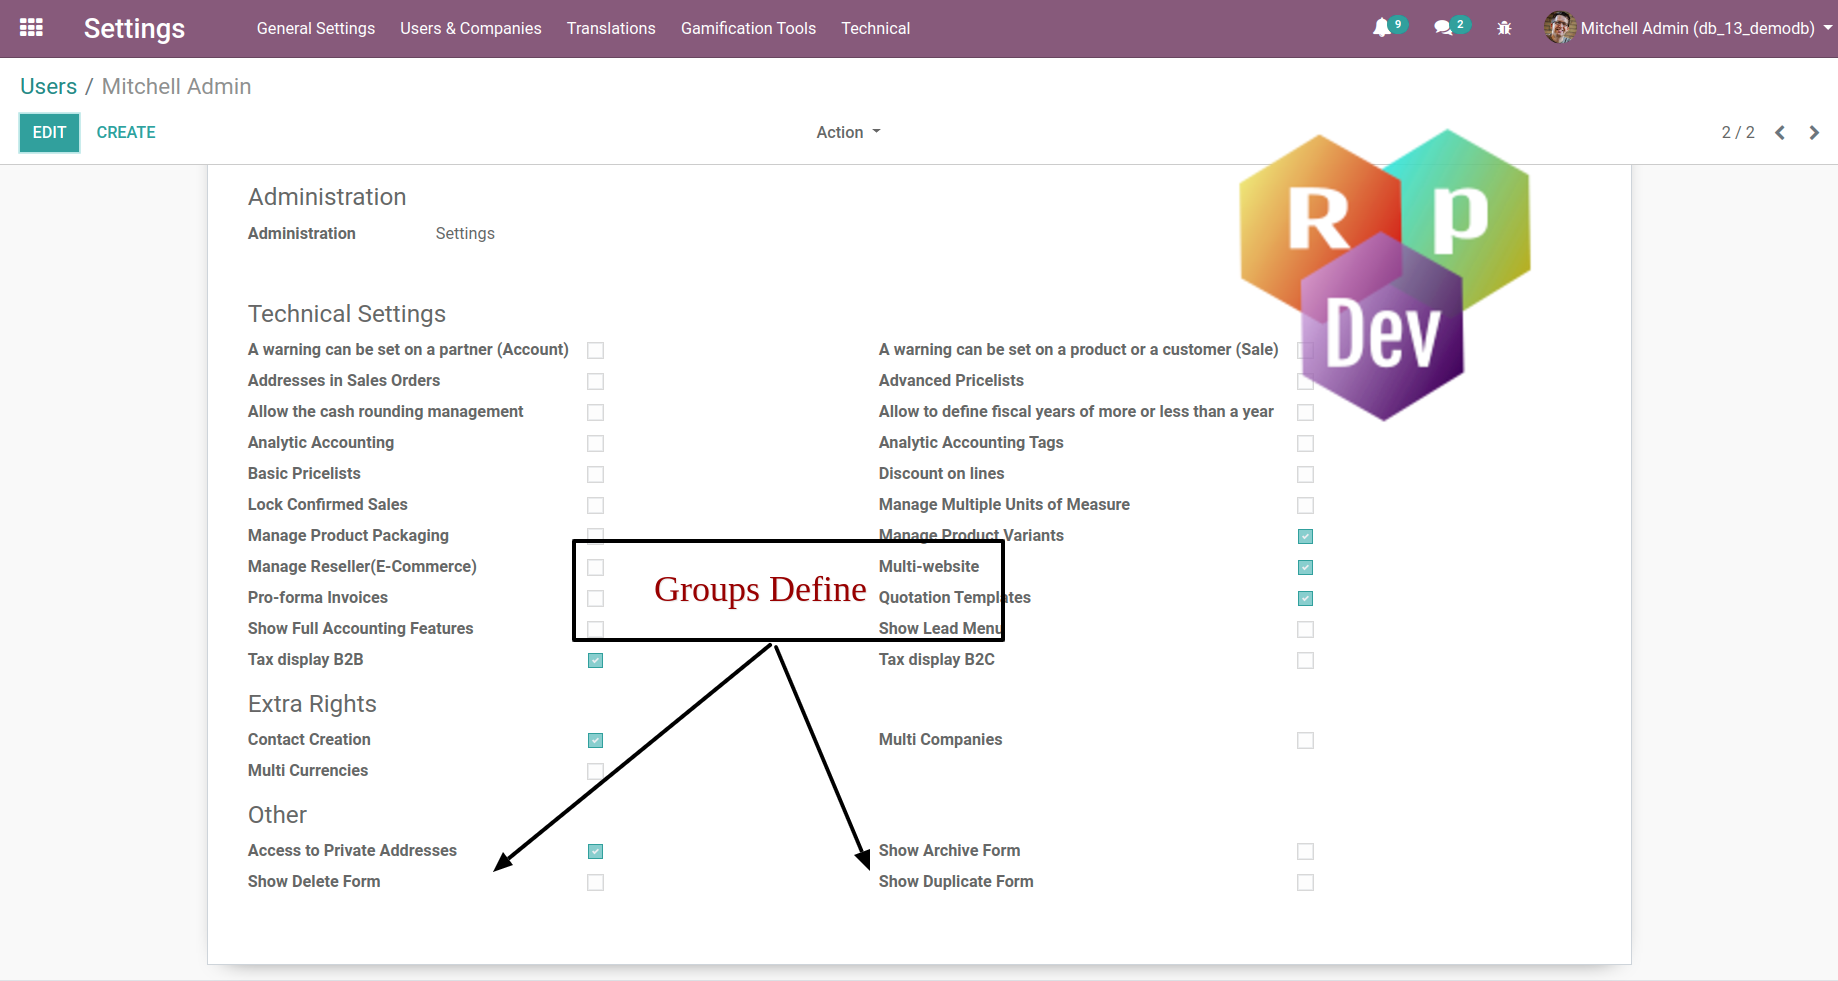 Settings General Settings Users & Companies Translations Gamification Tools Technical 9 2 Mitchell Admin (db_13_demodb)
Users / Mitchell Admin
EDIT CREATE Action 2 / 2
R p
Dev
Administration
Administration Settings
Technical Settings
A warning can be set on a partner (Account) A warning can be set on a product or a customer (Sale)
Addresses in Sales Orders Advanced Pricelists
Allow the cash rounding management Allow to define fiscal years of more or less than a year
Analytic Accounting Analytic Accounting Tags
Basic Pricelists Discount on lines
Lock Confirmed Sales Manage Multiple Units of Measure
Manage Product Packaging Manage Product Variants
Manage Reseller(E-Commerce) Multi-website
Groups Define
Pro-forma Invoices Quotation Templates
Show Full Accounting Features Show Lead Menu
Tax display B2B Tax display B2C
Extra Rights
Contact Creation Multi Companies
Multi Currencies
Other
Access to Private Addresses Show Archive Form
Show Delete Form Show Duplicate Form